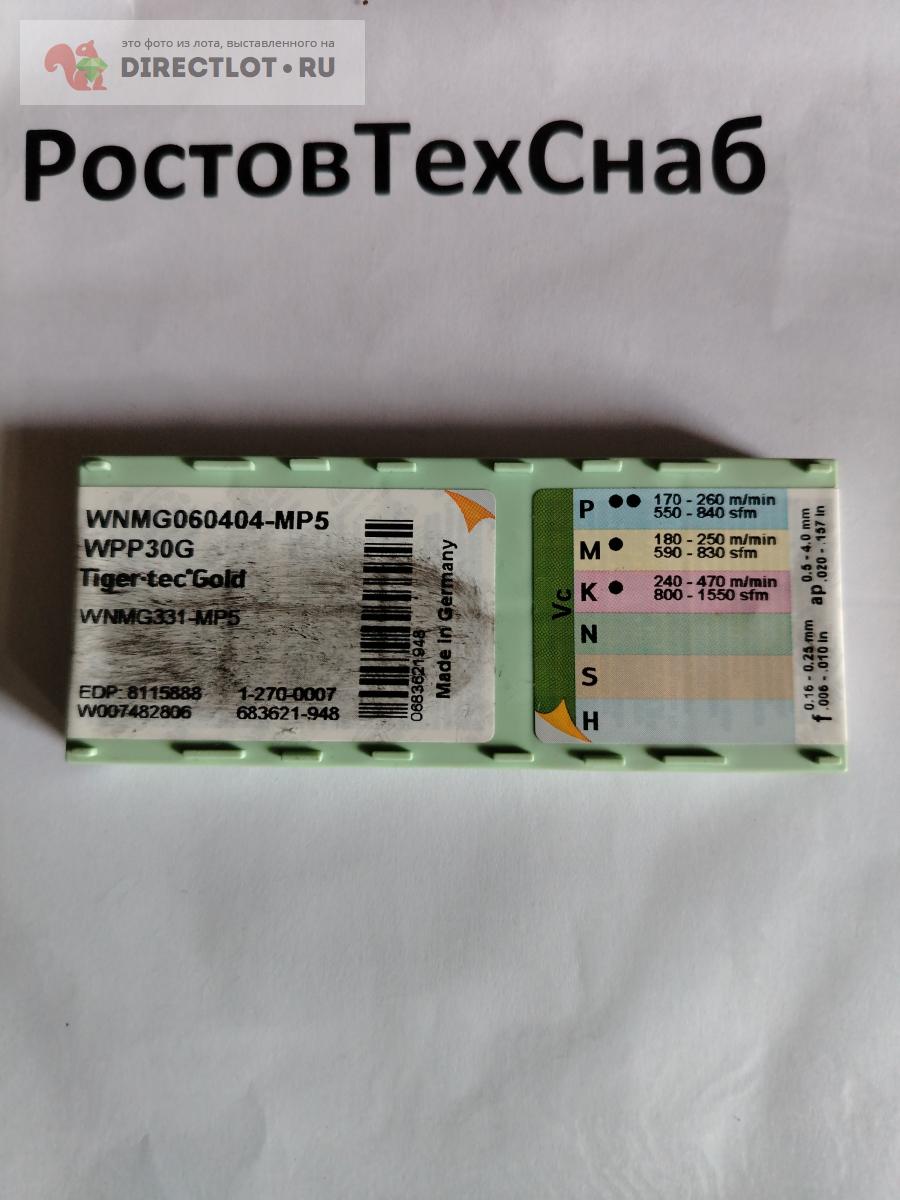 это фото из лота, выставленного на
DIRECTLOT.RU
РостовТехСнаб
WNMG060404-MP5
WPP30G
Tiger·tec®Gold
WNMG331-MP5
EDP: 8115888 1-270-0007
W007482806 683621-948
0683621948
Made in Germany
Vc
P ●● 170 - 260 m/min
550 - 840 sfm
M ● 180 - 250 m/min
590 - 830 sfm
K ● 240 - 470 m/min
800 - 1550 sfm
N
S
H
f 0.16 - 0.25 mm
.006 - .010 in
ap 0.5 - 4.0 mm
.020 - .157 in